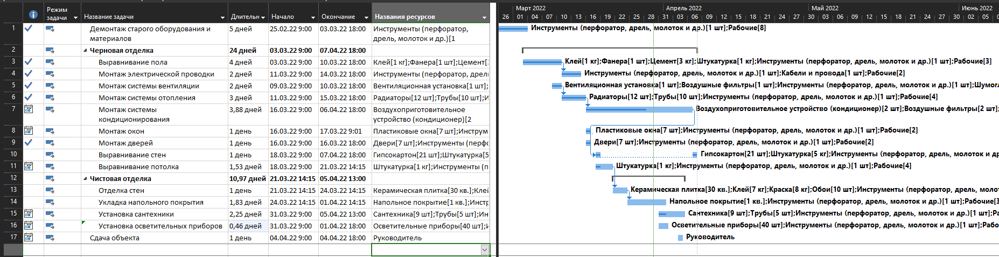 Март 2022 Апрель 2022 Май 2022 Июнь 2022
Режим задачи Название задачи Длительн Начало Окончание Названия ресурсов
26 01 04 07 10 13 16 19 22 25 28 31 03 06 09 12 15 18 21 24 27 30 03 06 09 12 15 18 21 24 27 30 02 05
1 Демонтаж старого оборудования и материалов 5 дней 25.02.22 9:00 03.03.22 18:00 Инструменты (перфоратор, дрель, молоток и др.)[1
Инструменты (перфоратор, дрель, молоток и др.)[1 шт];Рабочие[8]
2 Черновая отделка 24 дней 03.03.22 9:00 07.04.22 18:00
3 Выравнивание пола 4 дней 03.03.22 9:00 10.03.22 18:00 Клей[1 кг];Фанера[1 шт];Цемент[
Клей[1 кг];Фанера[1 шт];Цемент[3 кг];Штукатурка[1 кг];Инструменты (перфоратор, дрель, молоток и др.)[1 шт];Рабочие[3]
4 Монтаж электрической проводки 2 дней 11.03.22 9:00 14.03.22 18:00 Инструменты (перфоратор, дрел
Инструменты (перфоратор, дрель, молоток и др.)[1 шт];Кабели и провода[1 шт];Рабочие[2]
5 Монтаж системы вентиляции 2 дней 09.03.22 9:00 10.03.22 18:00 Вентиляционная установка[1 шт];
Вентиляционная установка[1 шт];Воздушные фильтры[1 шт];Инструменты (перфоратор, дрель, молоток и др.)[1 шт];Шумогл
6 Монтаж системы отопления 3 дней 11.03.22 9:00 15.03.22 18:00 Радиаторы[12 шт];Трубы[10 шт];И
Радиаторы[12 шт];Трубы[10 шт];Инструменты (перфоратор, дрель, молоток и др.)[1 шт];Рабочие[4]
7 Монтаж системы кондиционирования 3,88 дней 16.03.22 9:00 06.04.22 18:00 Воздухоприготовительное устройство (кондиционер)[2
Воздухоприготовительное устройство (кондиционер)[2 шт];Воздушные фильтры[2 шт];
8 Монтаж окон 1 день 16.03.22 9:00 17.03.22 9:01 Пластиковые окна[7 шт];Инструм
Пластиковые окна[7 шт];Инструменты (перфоратор, дрель, молоток и др.)[1 шт];Рабочие[2]
9 Монтаж дверей 1 день 16.03.22 9:00 16.03.22 18:00 Двери[7 шт];Инструменты (перфо
Двери[7 шт];Инструменты (перфоратор, дрель, молоток и др.)[1 шт];Рабочие[2]
10 Выравнивание стен 1 день 18.03.22 9:00 07.04.22 18:00 Гипсокартон[21 шт];Штукатурка[5
Гипсокартон[21 шт];Штукатурка[5 кг];Инструменты (перфоратор, дрель, молоток и др
11 Выравнивание потолка 1,53 дней 18.03.22 9:00 21.03.22 14:15 Штукатурка[1 кг];Инструменты (п
Штукатурка[1 кг];Инструменты (перфоратор, дрель, молоток и др.)[1 шт];Рабочие[4]
12 Чистовая отделка 10,97 дней 21.03.22 14:15 05.04.22 13:00
13 Отделка стен 1 день 21.03.22 14:15 24.03.22 14:15 Керамическая плитка[30 кв.];Клей
Керамическая плитка[30 кв.];Клей[7 кг];Краска[8 кг];Обои[10 шт];Инструменты (перфоратор, дрель, молот
14 Укладка напольного покрытия 1,83 дней 24.03.22 14:15 01.04.22 14:15 Напольное покрытие[1 кв.];Инст
Напольное покрытие[1 кв.];Инструменты (перфоратор, дрель, молоток и др.)[1 шт];Рабочие[3
15 Установка сантехники 2,25 дней 31.03.22 9:00 05.04.22 13:00 Сантехника[9 шт];Трубы[5 шт];Ин
Сантехника[9 шт];Трубы[5 шт];Инструменты (перфоратор, дрель, молоток и др.)[1 шт];Ра
16 Установка осветительных приборов 0,46 дней 31.03.22 9:00 01.04.22 18:00 Осветительные приборы[40 шт];И
Осветительные приборы[40 шт];Инструменты (перфоратор, дрель, молоток и др.)[1 шт];Рабо
17 Сдача объекта 1 день 04.04.22 9:00 04.04.22 18:00 Руководитель
Руководитель